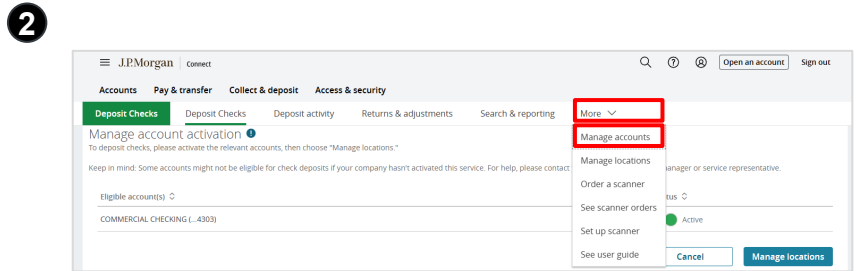 2
J.P.Morgan Connect Open an account Sign out
Accounts Pay & transfer Collect & deposit Access & security
Deposit Checks Deposit Checks Deposit activity Returns & adjustments Search & reporting More
Manage account activation
To deposit checks, please activate the relevant accounts, then choose "Manage locations."
Keep in mind: Some accounts might not be eligible for check deposits if your company hasn't activated this service. For help, please contact anager or service representative.
Manage accounts
Manage locations
Order a scanner
See scanner orders
Set up scanner
See user guide
Eligible account(s) tus
COMMERCIAL CHECKING (...4303) Active
Cancel Manage locations